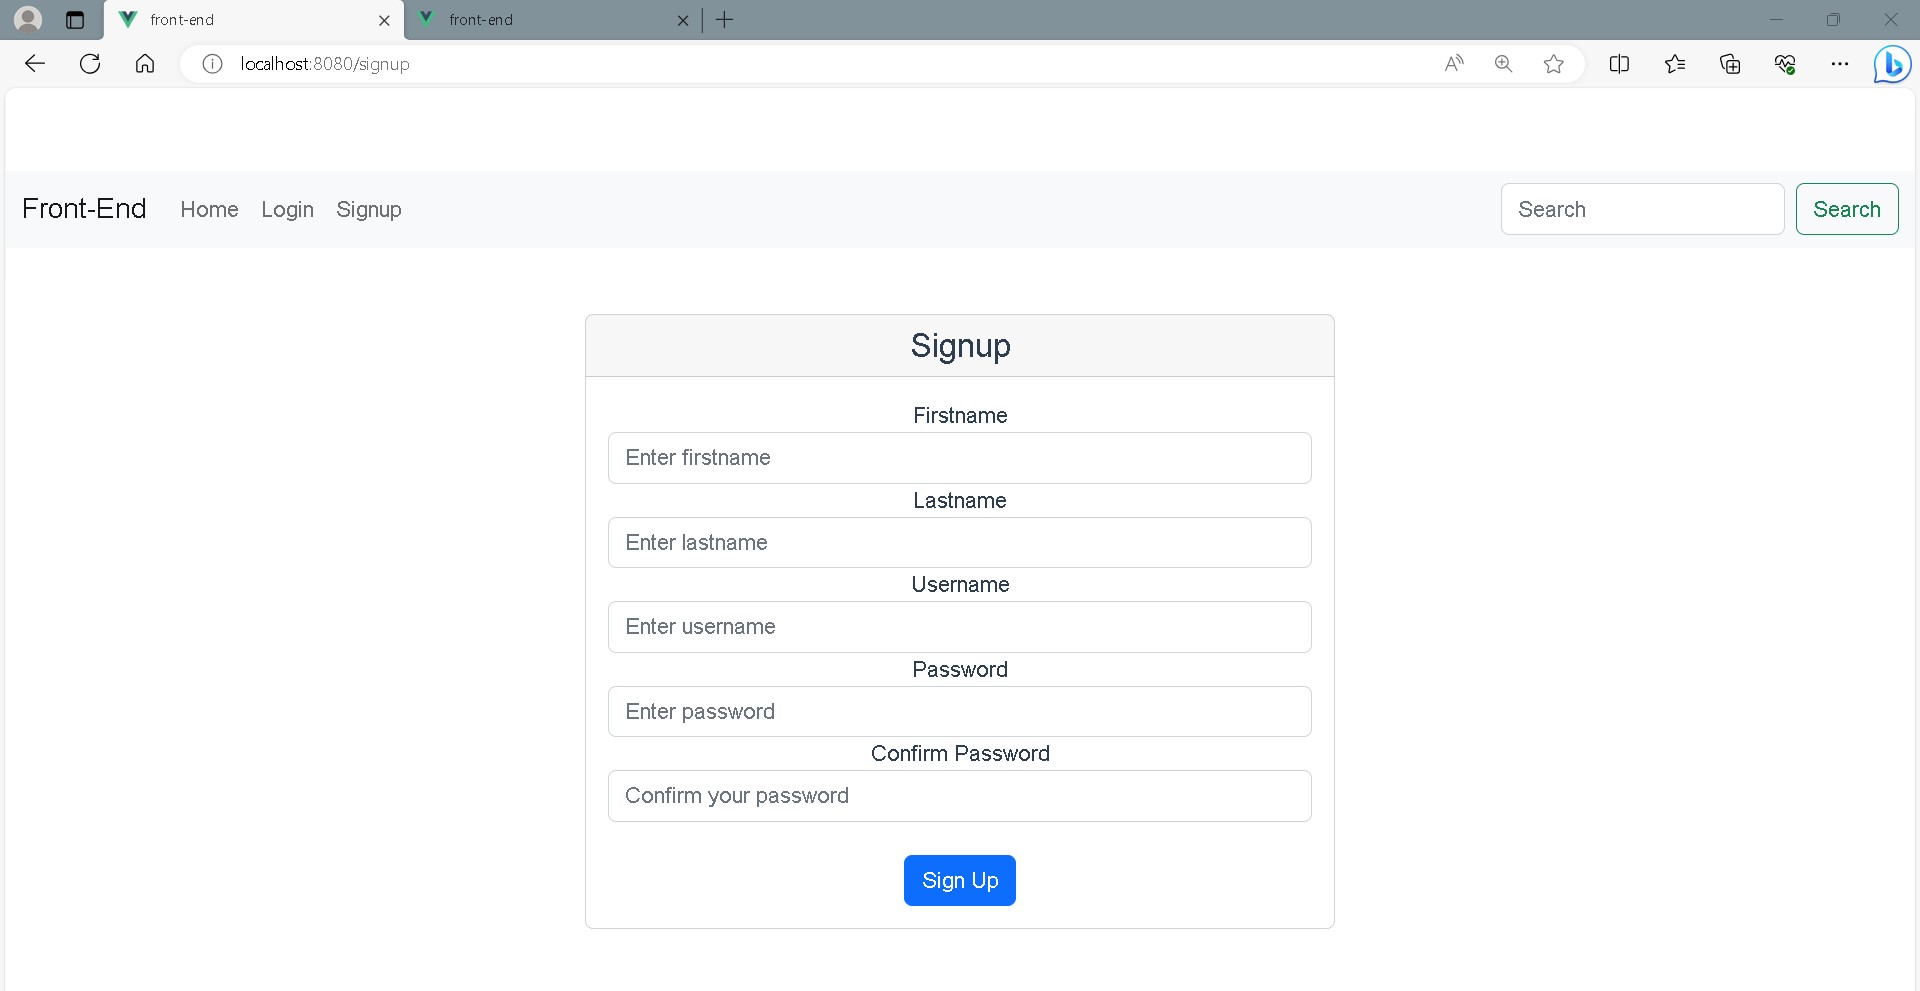 front-end
front-end
localhost:8080/signup
Front-End Home Login Signup Search Search
Signup
Firstname
Enter firstname
Lastname
Enter lastname
Username
Enter username
Password
Enter password
Confirm Password
Confirm your password
Sign Up